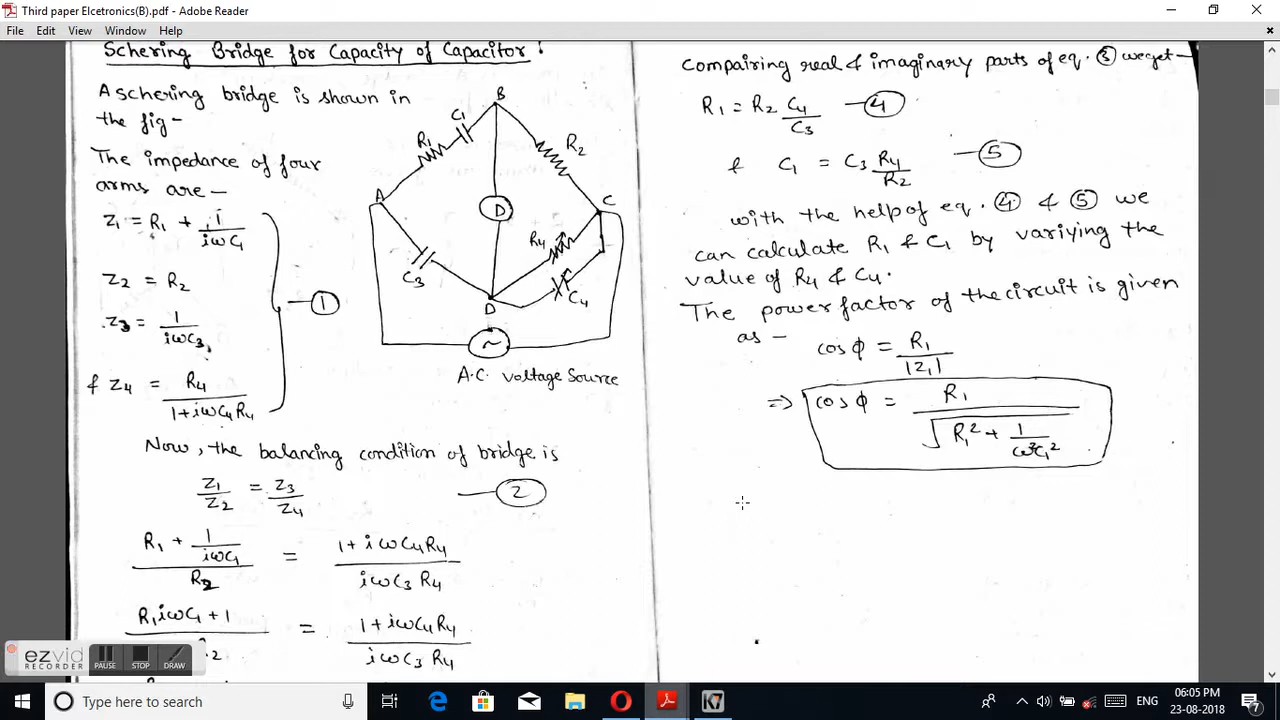 Third paper Elcetronics(B).pdf - Adobe Reader
File Edit View Window Help
Schering Bridge for Capacity of Capacitor:
A schering bridge is shown in
the fig-
The impedance of four
arms are –
Z1 = R1 + 1/iωC1
Z2 = R2
Z3 = 1/iωC3,
& Z4 = R4/1+iωC4R4
1
B
C1
R1
R2
A
D
C
R4
C3
C4
D
~
A.C. voltage Source
Now, the balancing condition of bridge is
Z1/Z2 = Z3/Z4 — 2
R1 + 1/iωC1 / R2 = 1+iωC4R4 / iωC3R4
R1iωC1+1 / = 1+iωC4R4 / iωC3R4
Compairing real & imaginary parts of eq. 3 we get—
R1 = R2 C4/C3 — 4
& C1 = C3 R4/R2 — 5
with the help of eq. 4 & 5 we
can calculate R1 & C1 by variying the
value of R4 & C4.
The power factor of the circuit is given
as –
cosϕ = R1/|Z1|
⇒ cosϕ = R1/√R1² + 1/ω²C1²
ezvid
RECORDER
PAUSE
STOP
DRAW
Type here to search
ENG
06:05 PM
23-08-2018
7